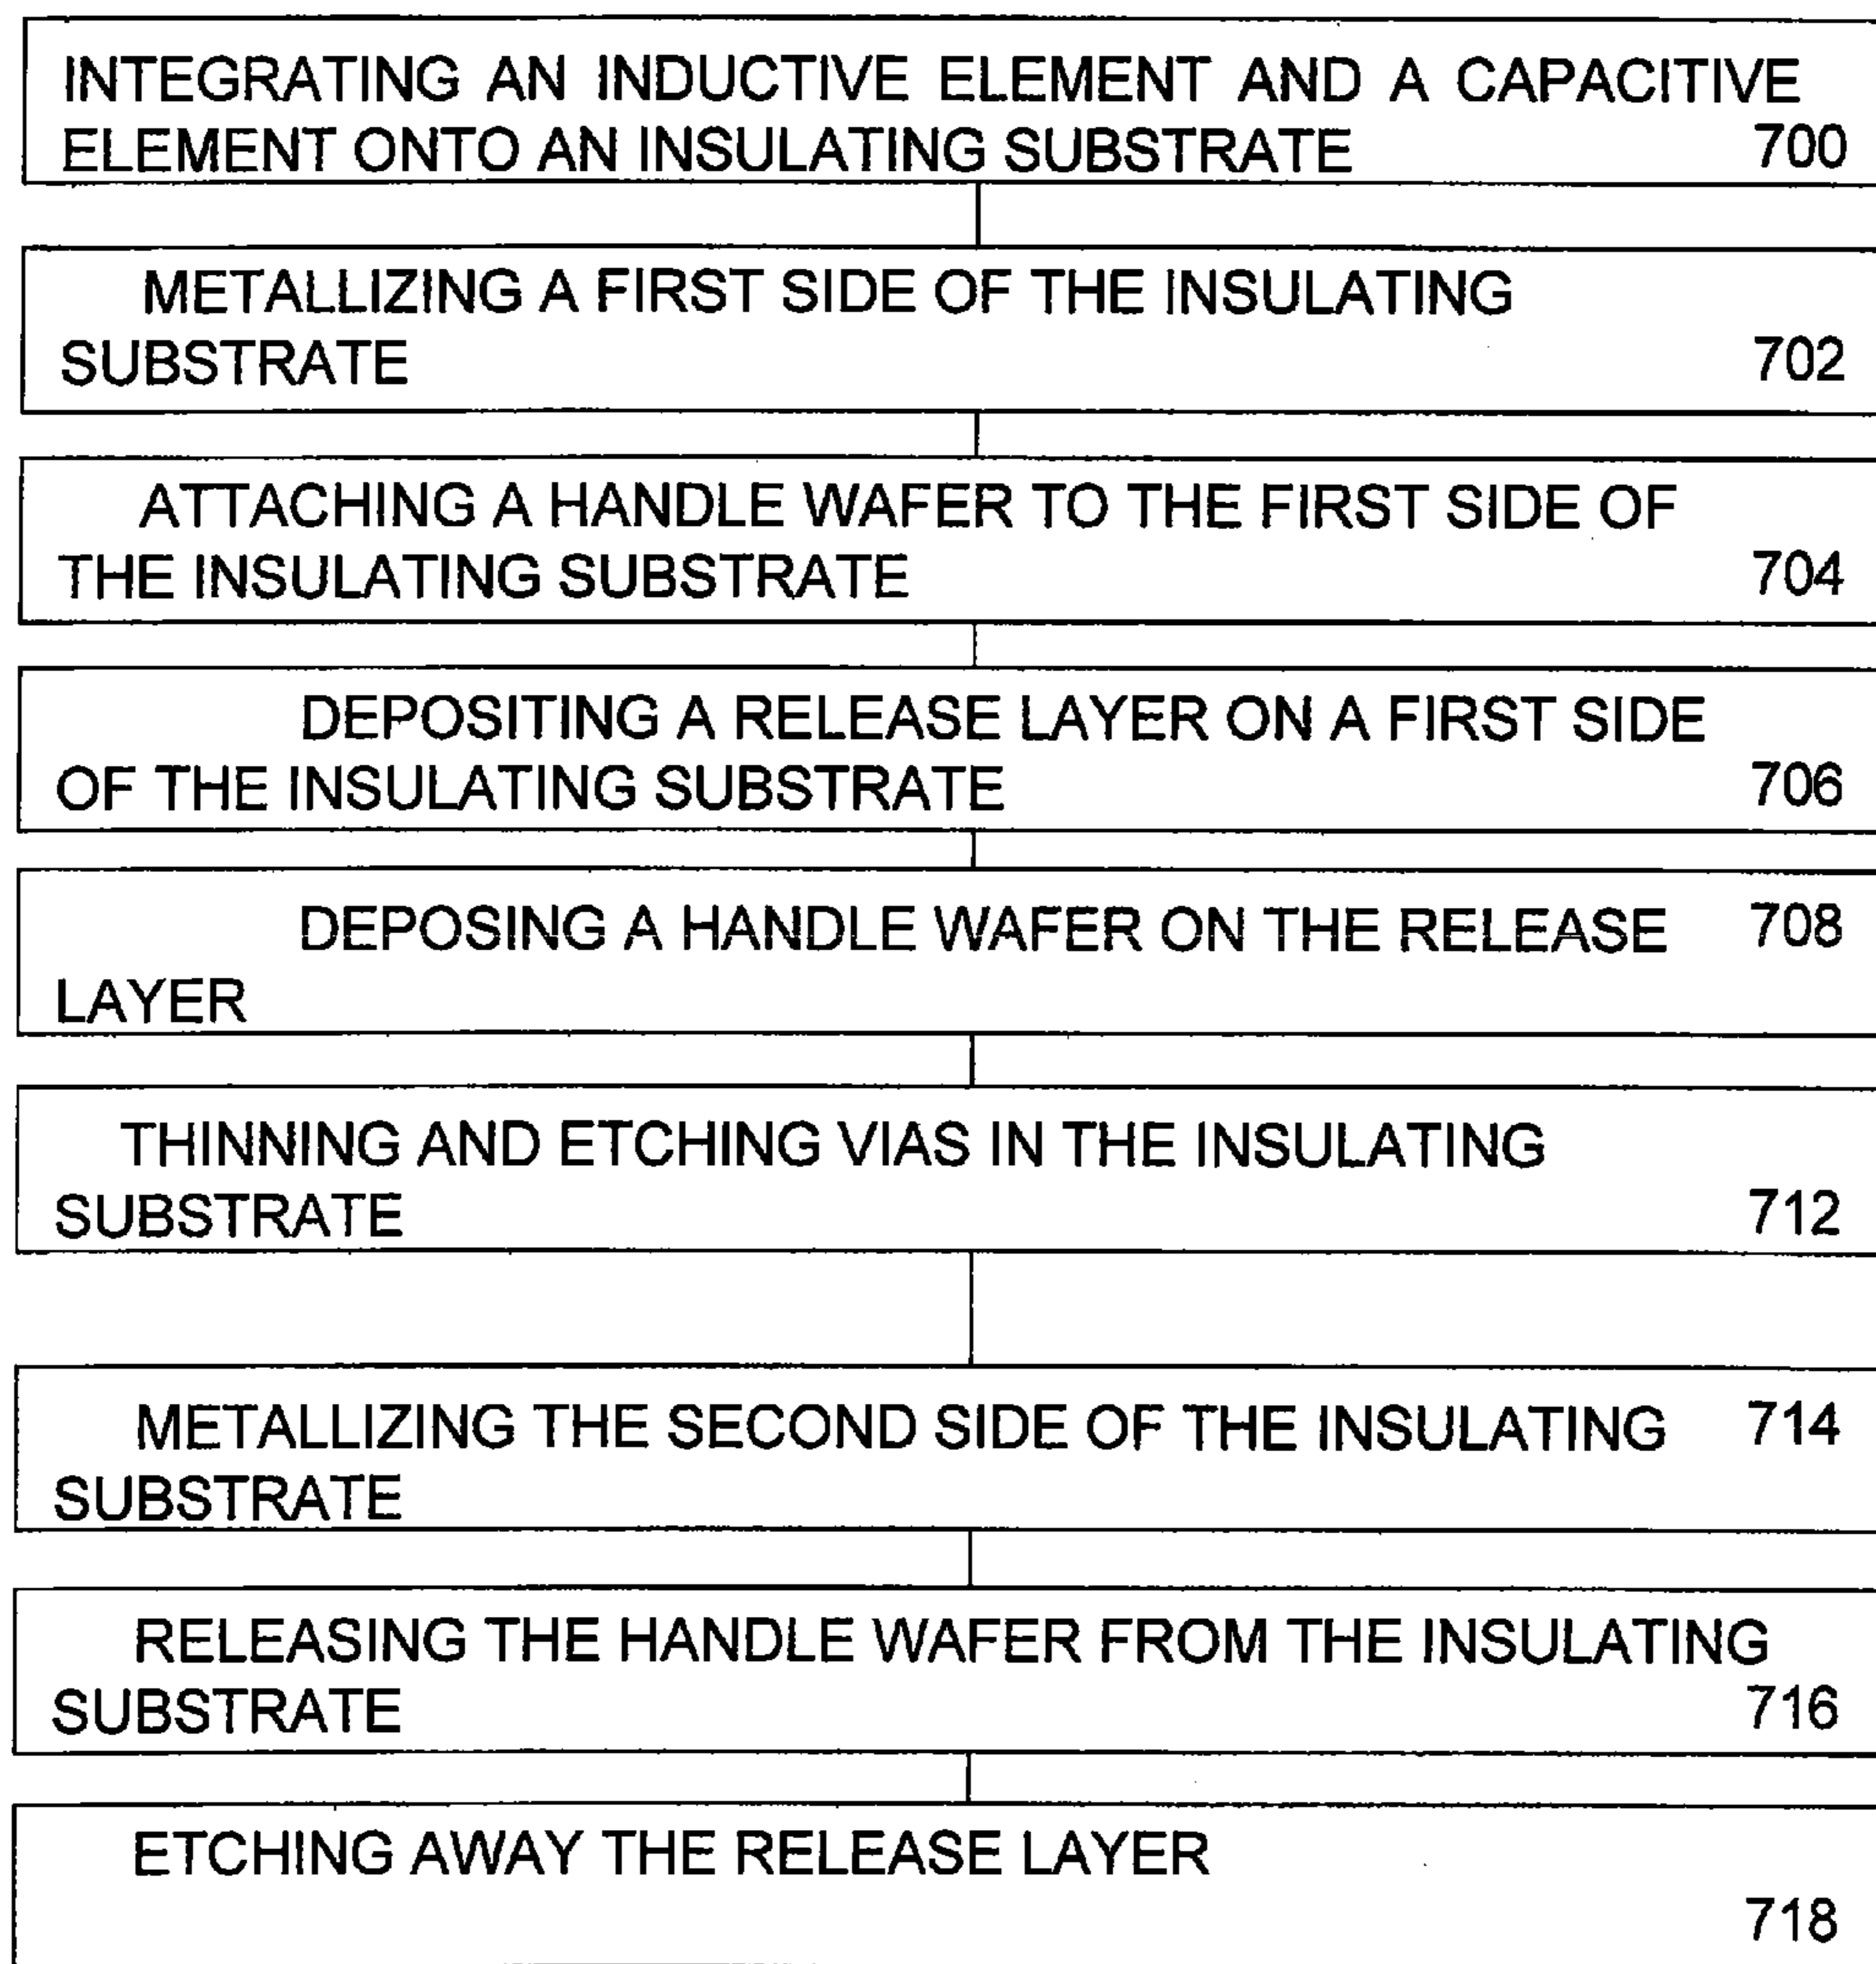 INTEGRATING AN INDUCTIVE ELEMENT AND A CAPACITIVE
ELEMENT ONTO AN INSULATING SUBSTRATE 700
METALLIZING A FIRST SIDE OF THE INSULATING
SUBSTRATE 702
ATTACHING A HANDLE WAFER TO THE FIRST SIDE OF
THE INSULATING SUBSTRATE 704
DEPOSITING A RELEASE LAYER ON A FIRST SIDE
OF THE INSULATING SUBSTRATE 706
DEPOSING A HANDLE WAFER ON THE RELEASE 708
LAYER
THINNING AND ETCHING VIAS IN THE INSULATING
SUBSTRATE 712
METALLIZING THE SECOND SIDE OF THE INSULATING 714
SUBSTRATE
RELEASING THE HANDLE WAFER FROM THE INSULATING
SUBSTRATE 716
ETCHING AWAY THE RELEASE LAYER
718